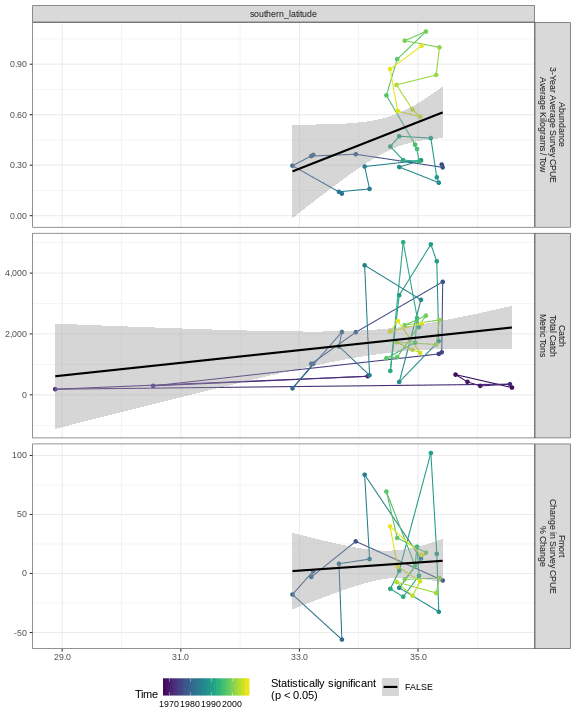 southern_latitude
0.90
0.60
0.30
0.00
Abundance
3-Year Average Survey CPUE
Average Kilograms / Tow
4,000
2,000
0
Catch
Total Catch
Metric Tons
100
50
0
-50
Fmort
Change in Survey CPUE
% Change
29.0
31.0
33.0
35.0
Time
1970 1980 1990 2000
Statistically significant
(p < 0.05)
FALSE